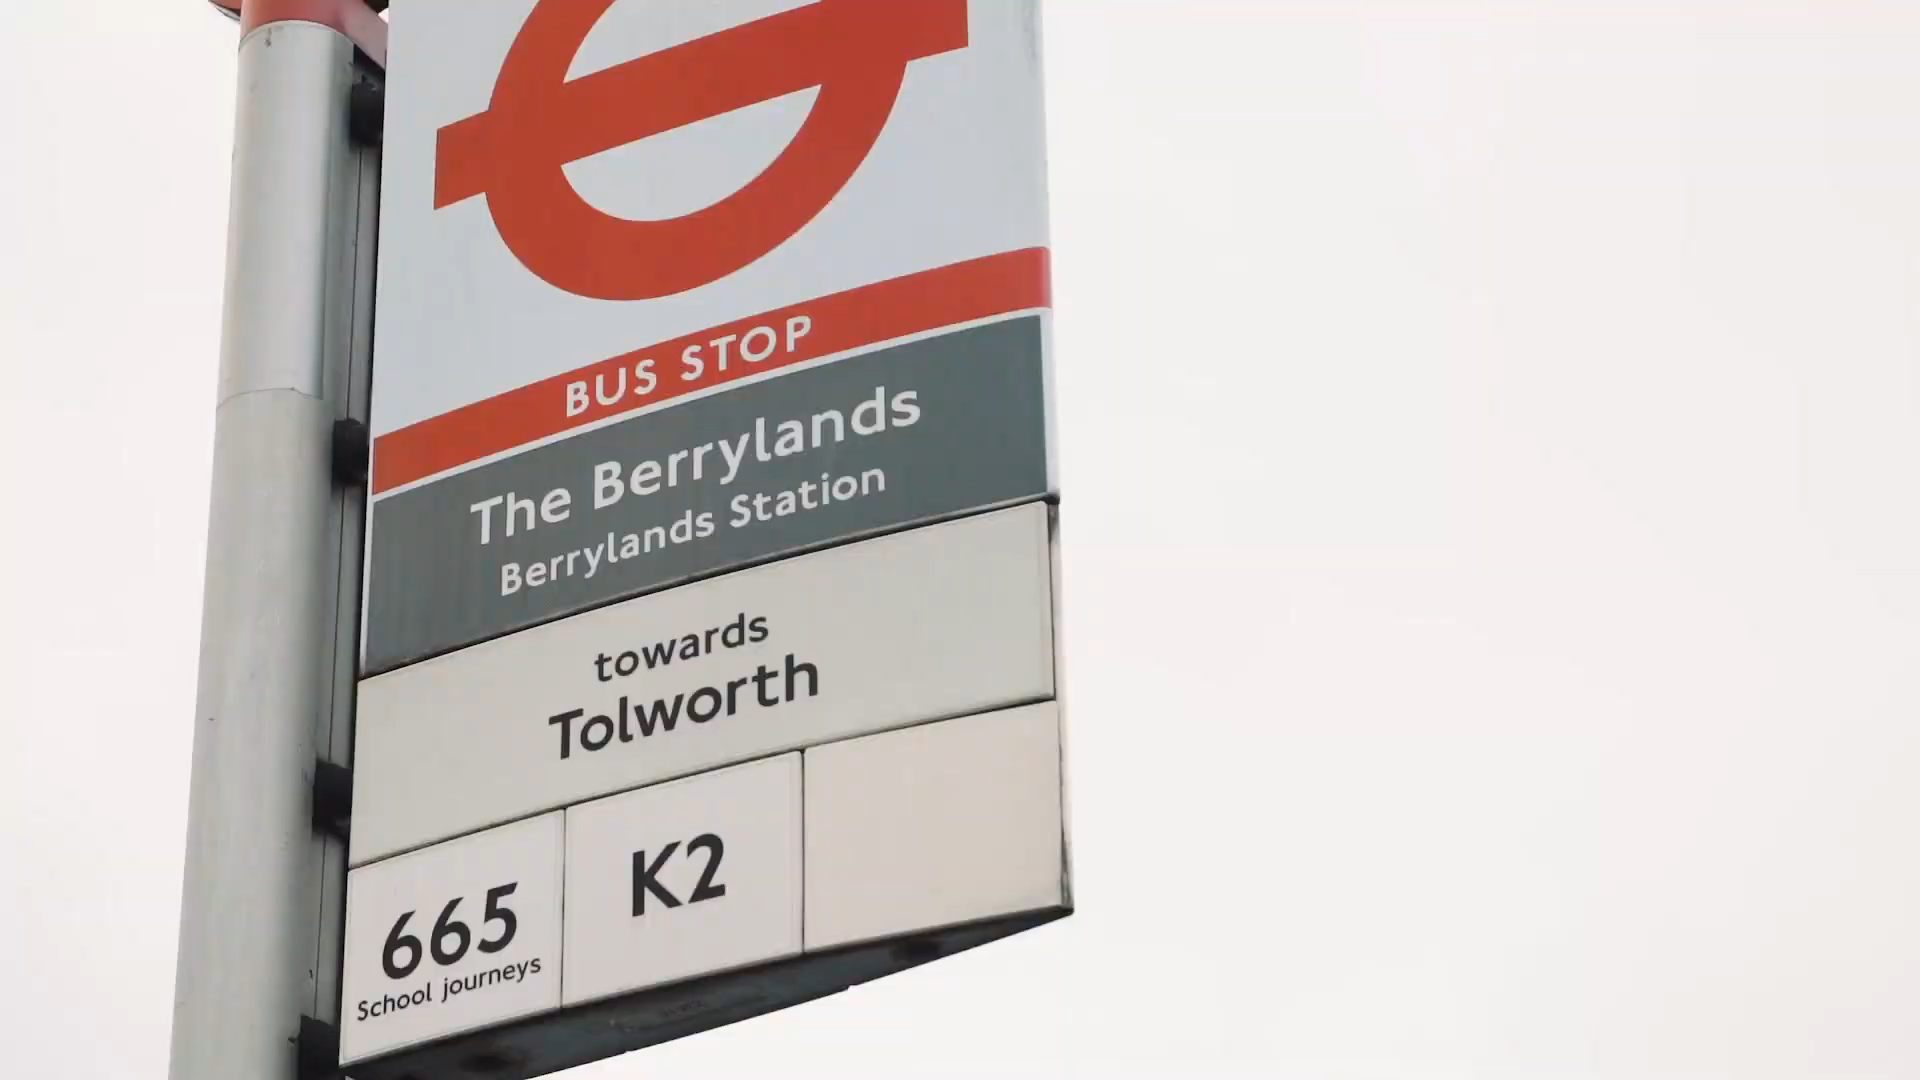 BUS STOP
The Berrylands
Berrylands Station
towards
Tolworth
665
School journeys
K2